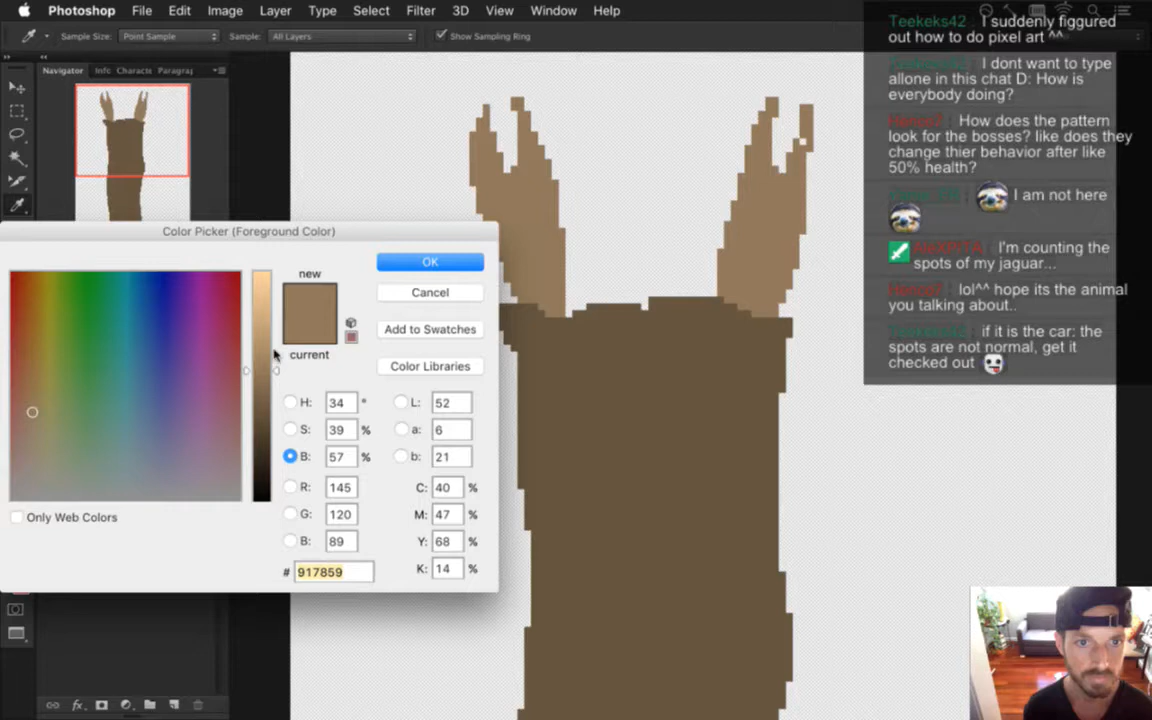 Photoshop File Edit Image Layer Type Select Filter 3D View Window Help
Sample Size: Point Sample Sample: All Layers Show Sampling Ring
Navigator Info Characte Paragrap
Color Picker (Foreground Color)
new
current
OK
Cancel
Add to Swatches
Color Libraries
H: 34 °
S: 39 %
B: 57 %
R: 145
G: 120
B: 89
# 917859
L: 52
a: 6
b: 21
C: 40 %
M: 47 %
Y: 68 %
K: 14 %
Only Web Colors
fx
Teekeks42 : I suddenly figgured
out how to do pixel art ^^
I dont want to type
allone in this chat D: How is
everybody doing?
: How does the pattern
look for the bosses? like does they
change thier behavior after like
50% health?
: I am not here
: I'm counting the
spots of my jaguar...
: lol^^ hope its the animal
you talking about..
Teekeks42 : if it is the car: the
spots are not normal, get it
checked out